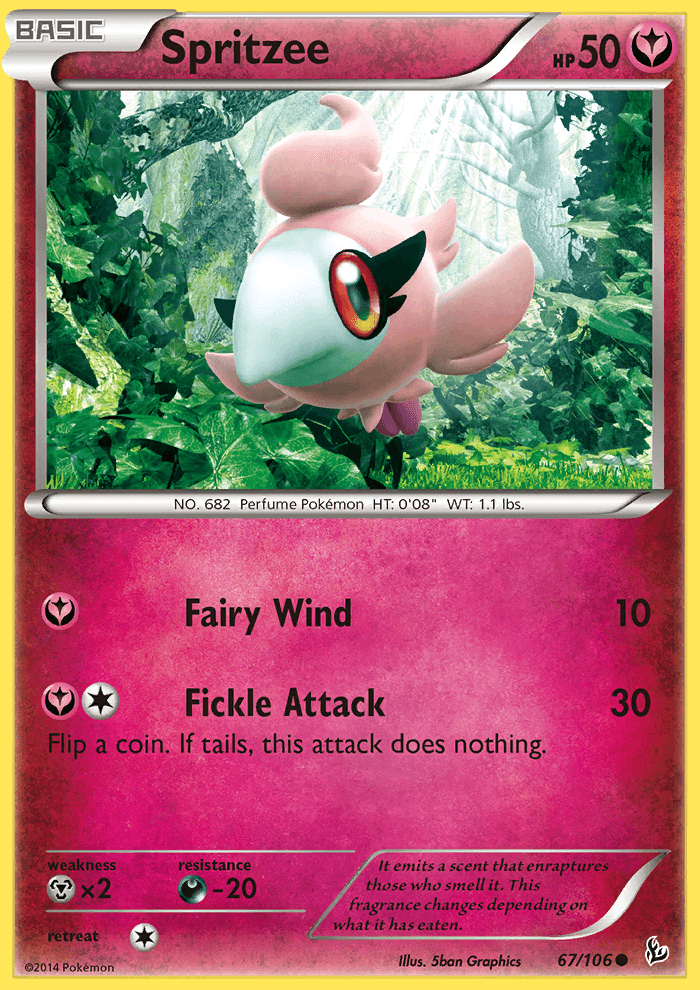 BASIC
Spritzee
HP50
NO. 682 Perfume Pokémon HT: 0'08" WT: 1.1 lbs.
Fairy Wind 10
Fickle Attack 30
Flip a coin. If tails, this attack does nothing.
weakness resistance
×2 -20
It emits a scent that enraptures
those who smell it. This
fragrance changes depending on
what it has eaten.
retreat
©2014 Pokémon
Illus. 5ban Graphics 67/106